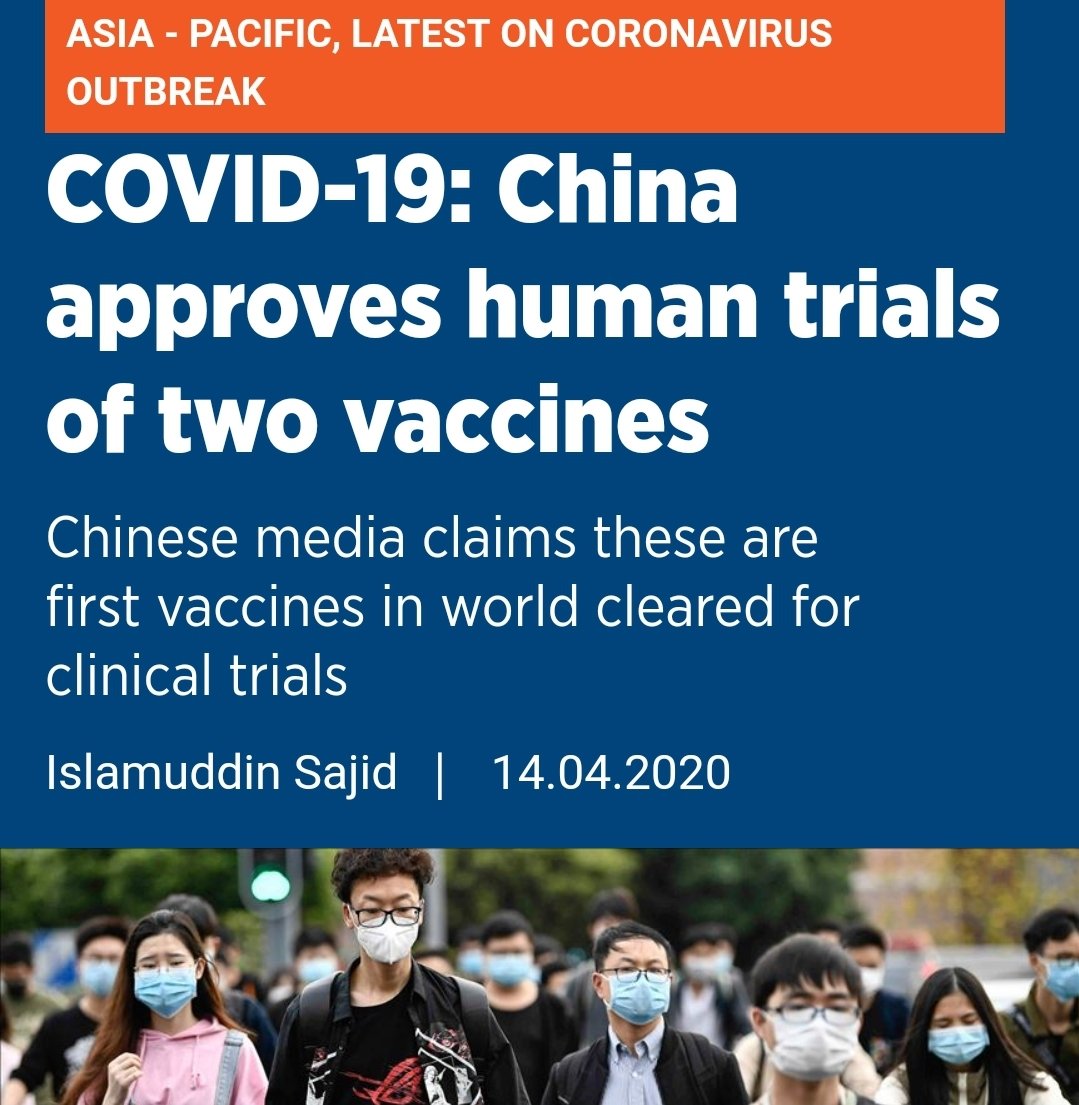 ASIA - PACIFIC, LATEST ON CORONAVIRUS
OUTBREAK
COVID-19: China
approves human trials
of two vaccines
Chinese media claims these are
first vaccines in world cleared for
clinical trials
Islamuddin Sajid | 14.04.2020